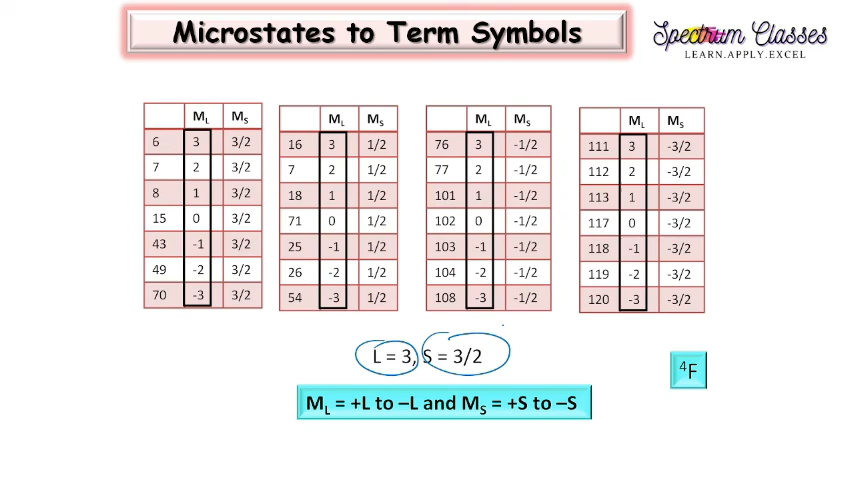 Microstates to Term Symbols
Spectrum Classes
LEARN.APPLY.EXCEL
ML MS
6 3 3/2
7 2 3/2
8 1 3/2
15 0 3/2
43 -1 3/2
49 -2 3/2
70 -3 3/2
ML MS
16 3 1/2
7 2 1/2
18 1 1/2
71 0 1/2
25 -1 1/2
26 -2 1/2
54 -3 1/2
ML MS
76 3 -1/2
77 2 -1/2
101 1 -1/2
102 0 -1/2
103 -1 -1/2
104 -2 -1/2
108 -3 -1/2
ML MS
111 3 -3/2
112 2 -3/2
113 1 -3/2
117 0 -3/2
118 -1 -3/2
119 -2 -3/2
120 -3 -3/2
L = 3, S = 3/2
⁴F
ML = +L to –L and MS = +S to –S